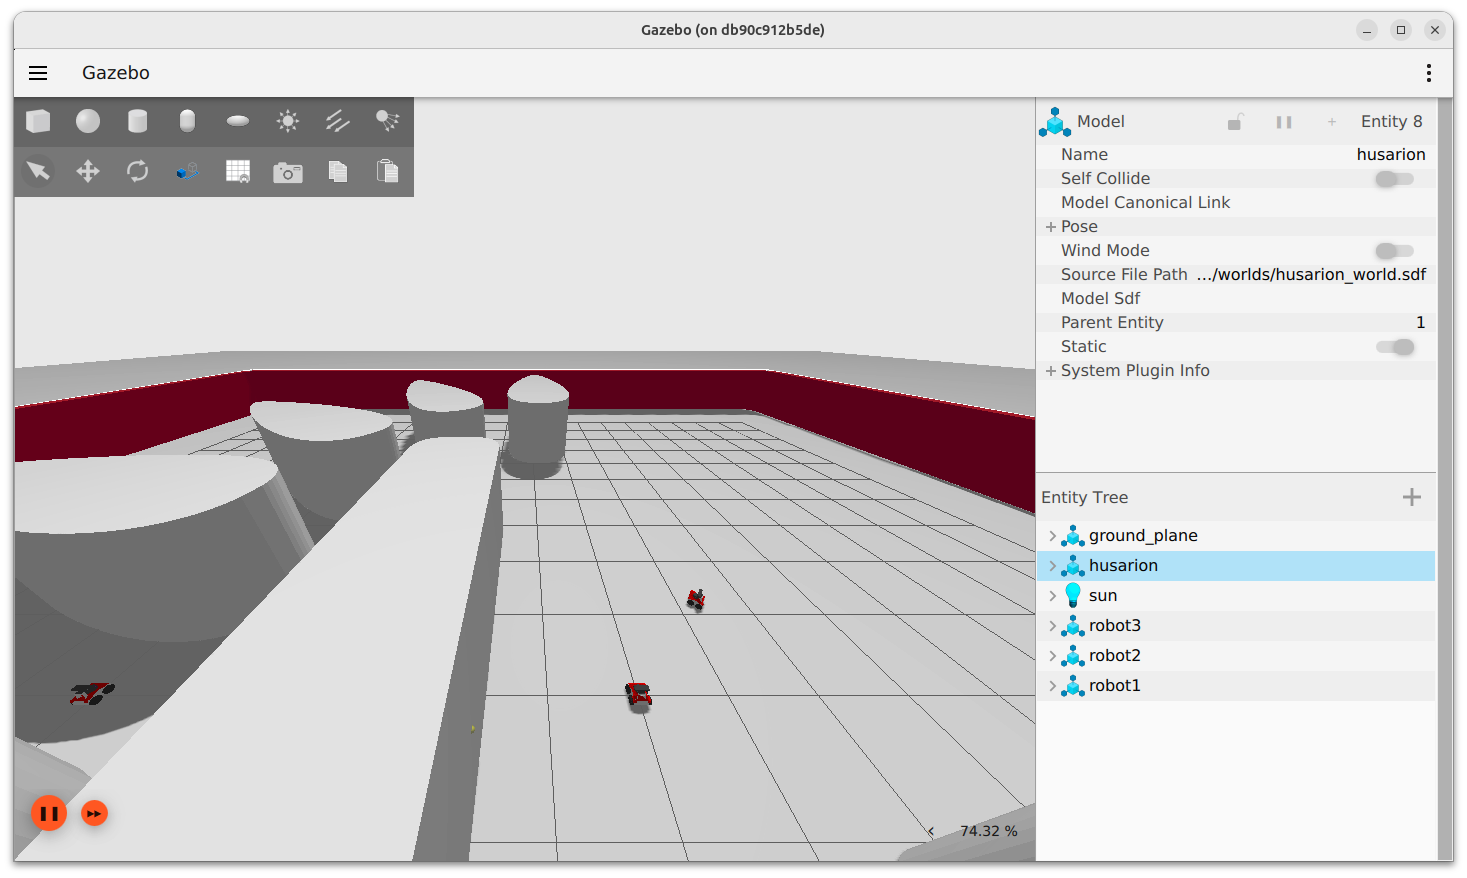 Gazebo (on db90c912b5de)
Gazebo
Model
Entity 8
Name
husarion
Self Collide
Model Canonical Link
Pose
Wind Mode
Source File Path
…/worlds/husarion_world.sdf
Model Sdf
Parent Entity
1
Static
System Plugin Info
Entity Tree
ground_plane
husarion
sun
robot3
robot2
robot1
74.32 %